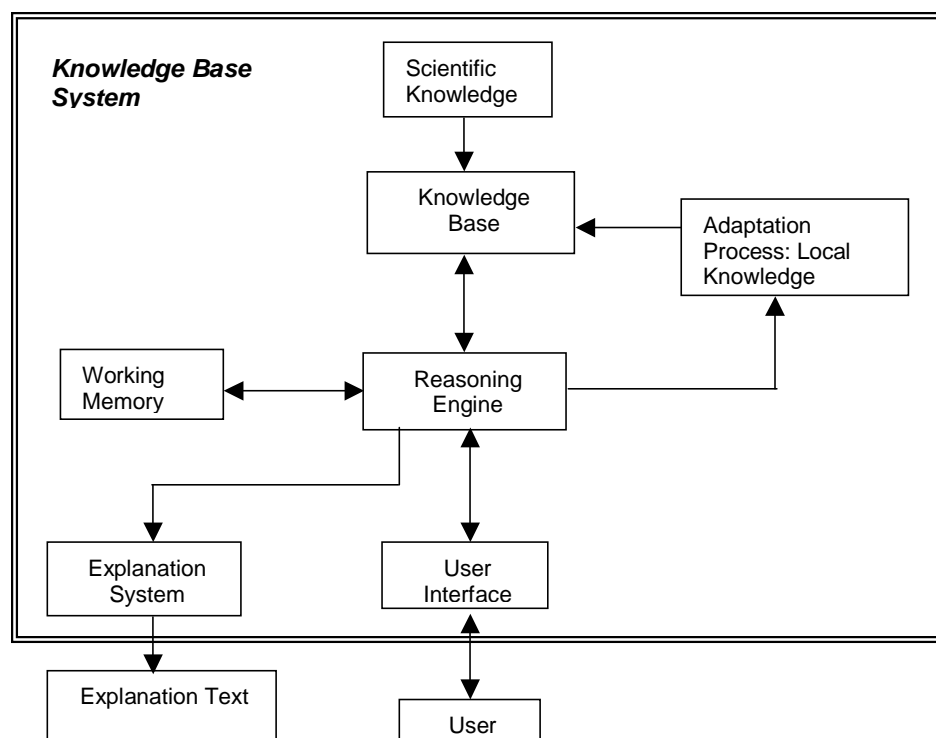 Knowledge Base
System
Scientific
Knowledge
Knowledge
Base
Adaptation
Process: Local
Knowledge
Working
Memory
Reasoning
Engine
Explanation
System
User
Interface
Explanation Text
User